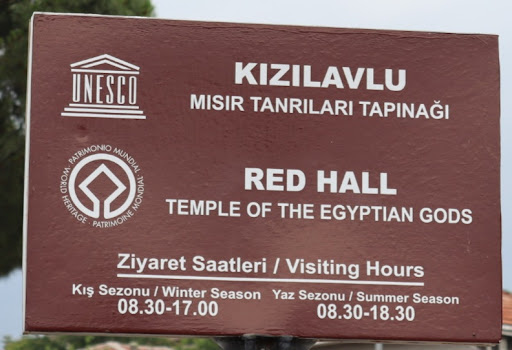 UNESCO
KIZILAVLU
MISIR TANRILARI TAPINAĞI
WORLD HERITAGE · PATRIMOINE MONDIAL · PATRIMONIO MUNDIAL ·
RED HALL
TEMPLE OF THE EGYPTIAN GODS
Ziyaret Saatleri / Visiting Hours
Kış Sezonu / Winter Season Yaz Sezonu / Summer Season
08.30-17.00 08.30-18.30